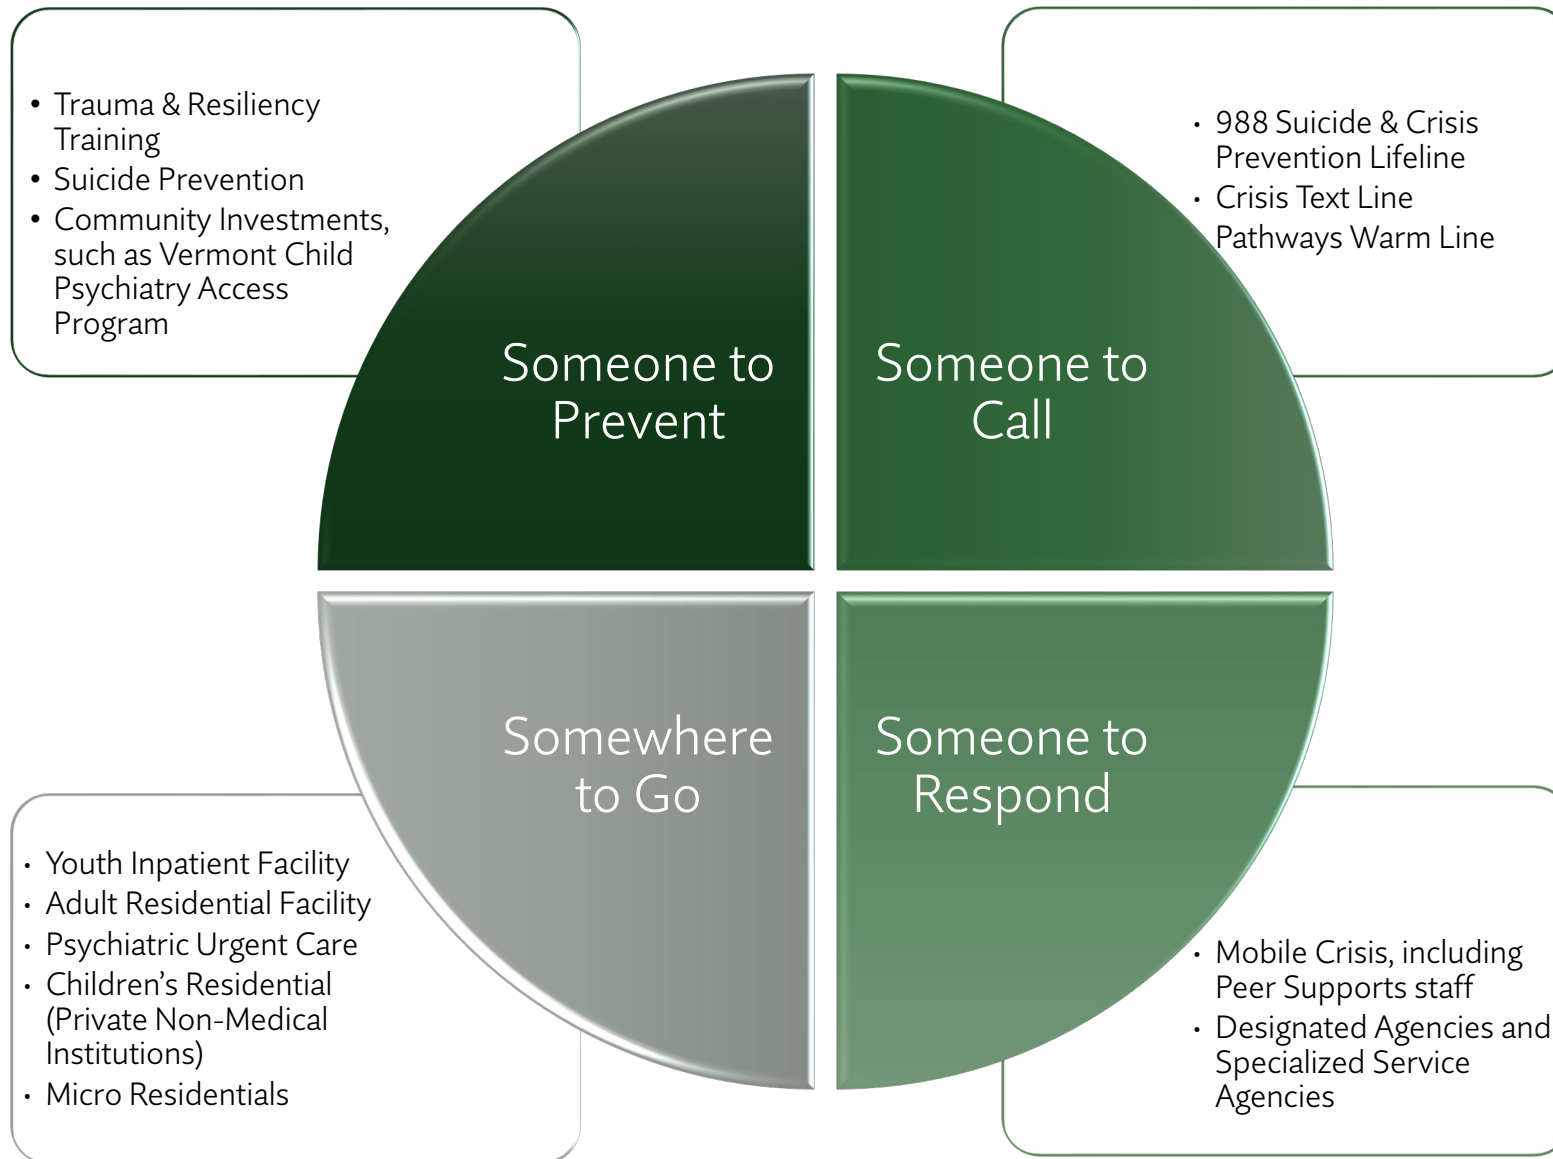 • Trauma & Resiliency
Training
• Suicide Prevention
• Community Investments,
such as Vermont Child
Psychiatry Access
Program
Someone to
Prevent
• 988 Suicide & Crisis
Prevention Lifeline
• Crisis Text Line
Pathways Warm Line
Someone to
Call
Somewhere
to Go
• Youth Inpatient Facility
• Adult Residential Facility
• Psychiatric Urgent Care
• Children’s Residential
(Private Non-Medical
Institutions)
• Micro Residentials
Someone to
Respond
• Mobile Crisis, including
Peer Supports staff
• Designated Agencies and
Specialized Service
Agencies